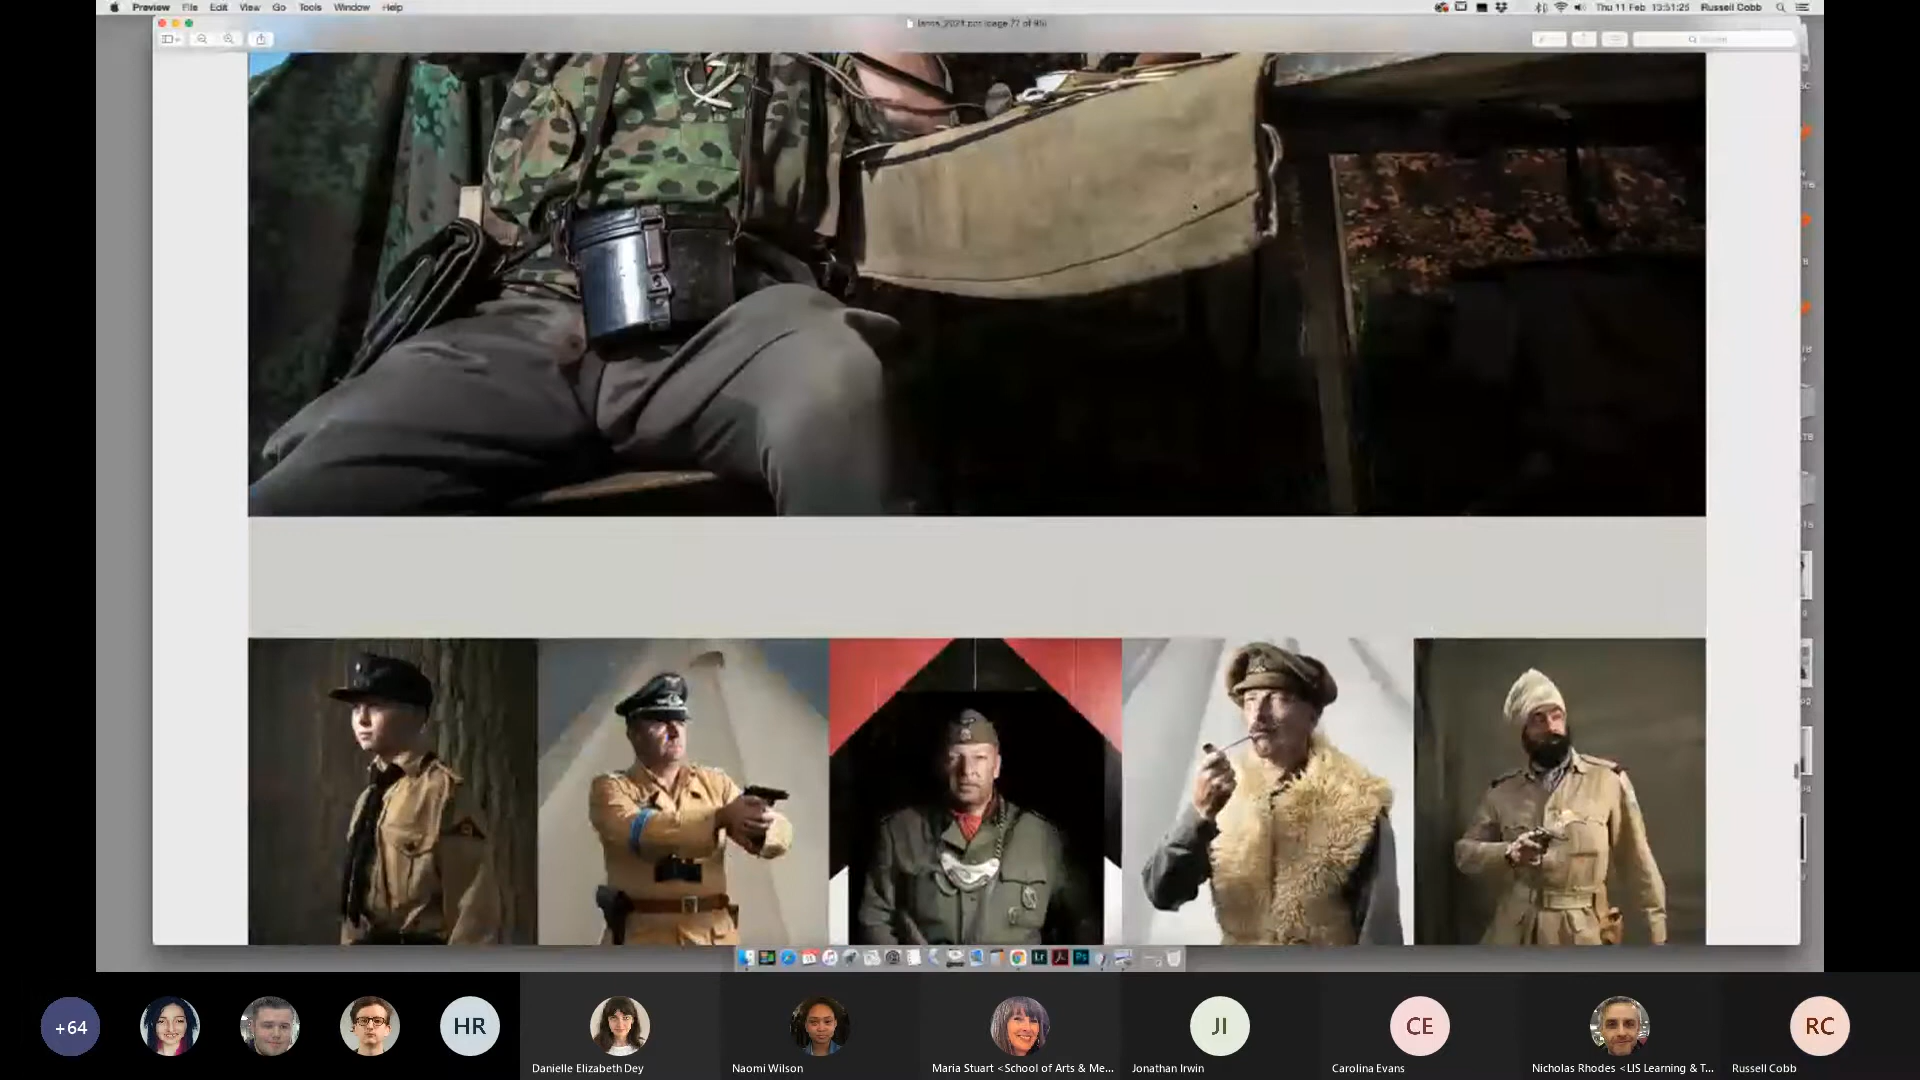 Preview File Edit View Go Tools Window Help
Thu 11 Feb 13:51:25 Russell Cobb
+64
HR
JI
CE
RC
Danielle Elizabeth Dey
Naomi Wilson
Maria Stuart <School of Arts & Me...
Jonathan Irwin
Carolina Evans
Nicholas Rhodes <LIS Learning & T...
Russell Cobb